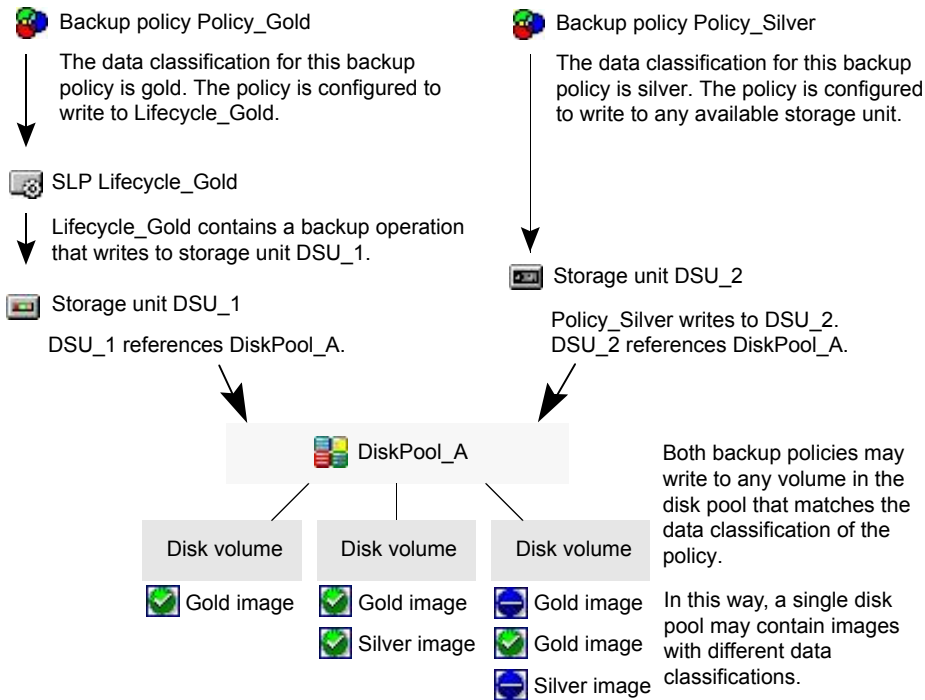 Backup policy Policy_Gold
The data classification for this backup
policy is gold. The policy is configured to
write to Lifecycle_Gold.
SLP Lifecycle_Gold
Lifecycle_Gold contains a backup operation
that writes to storage unit DSU_1.
Storage unit DSU_1
DSU_1 references DiskPool_A.
Backup policy Policy_Silver
The data classification for this backup
policy is silver. The policy is configured
to write to any available storage unit.
Storage unit DSU_2
Policy_Silver writes to DSU_2.
DSU_2 references DiskPool_A.
DiskPool_A
Disk volume
Gold image
Disk volume
Gold image
Silver image
Disk volume
Gold image
Gold image
Silver image
Both backup policies may
write to any volume in the
disk pool that matches the
data classification of the
policy.
In this way, a single disk
pool may contain images
with different data
classifications.